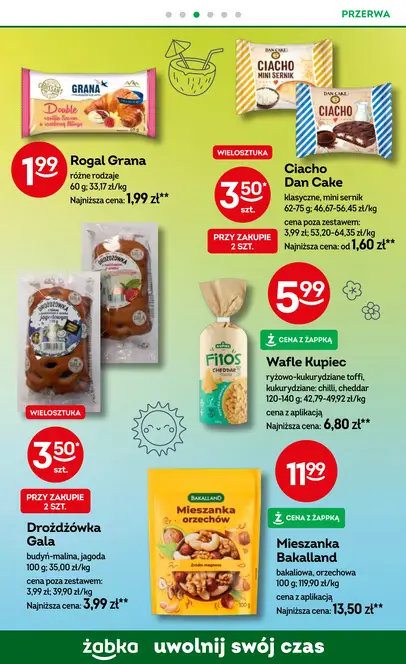 PRZERWA
GRANA
Double
1,99
Rogal Grana
różne rodzaje
60 g; 33,17 zł/kg
Najniższa cena: 1,99 zł**
DAN CAKE
CIACHO
MINI SERNIK
DAN CAKE
CIACHO
WIELOSZTUKA
3,50*
szt.
PRZY ZAKUPIE
2 SZT.
Ciacho
Dan Cake
klasyczne, mini sernik
62-75 g; 46,67-56,45 zł/kg
cena poza zestawem:
3,99 zł; 53,20-64,35 zł/kg
Najniższa cena: od 1,60 zł**
DROŻDŻÓWKA
DROŻDŻÓWKA
WIELOSZTUKA
3,50*
szt.
PRZY ZAKUPIE
2 SZT.
Drożdżówka
Gala
budyń-malina, jagoda
100 g; 35,00 zł/kg
cena poza zestawem:
3,99 zł; 39,90 zł/kg
Najniższa cena: 3,99 zł**
Fitos
CHEDDAR
5,99
CENA Z ŻAPPKĄ
Wafle Kupiec
ryżowo-kukurydziane toffi,
kukurydziane: chilli, cheddar
120-140 g; 42,79-49,92 zł/kg
cena z aplikacją
Najniższa cena: 6,80 zł**
BAKALLAND
Mieszanka
orzechów
źródło magnezu
100 g
11,99
CENA Z ŻAPPKĄ
Mieszanka
Bakalland
bakaliowa, orzechowa
100 g; 119,90 zł/kg
cena z aplikacją
Najniższa cena: 13,50 zł**
żabka uwolnij swój czas